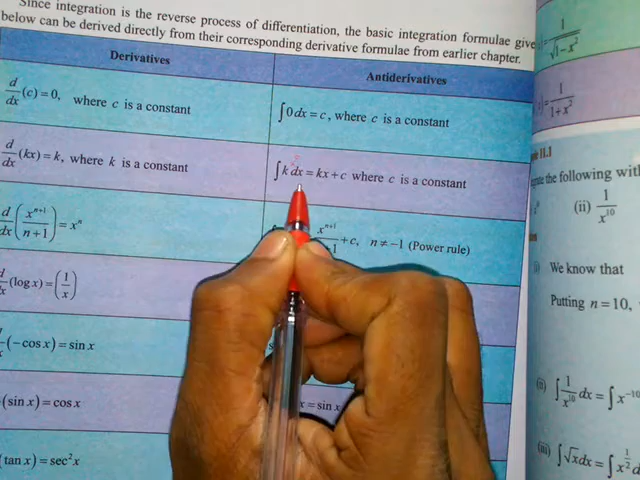 Since integration is the reverse process of differentiation, the basic integration formulae give
below can be derived directly from their corresponding derivative formulae from earlier chapter.
Derivatives Antiderivatives
d/dx (c) = 0, where c is a constant ∫0 dx = c, where c is a constant
d/dx (kx) = k, where k is a constant ∫k dx = kx + c where c is a constant
d/dx (x^(n+1)/(n+1)) = x^n x^(n+1) + c, n ≠ −1 (Power rule)
(log x) = (1/x)
(−cos x) = sin x
(sin x) = cos x x = sin x
(tan x) = sec²x
1/√(1−x²)
1/(1+x²)
II.1
the following with
(ii) 1/x^10
We know that
Putting n = 10,
∫ 1/x^10 dx = ∫ x^−10
∫ √x dx = ∫ x^(1/2) d